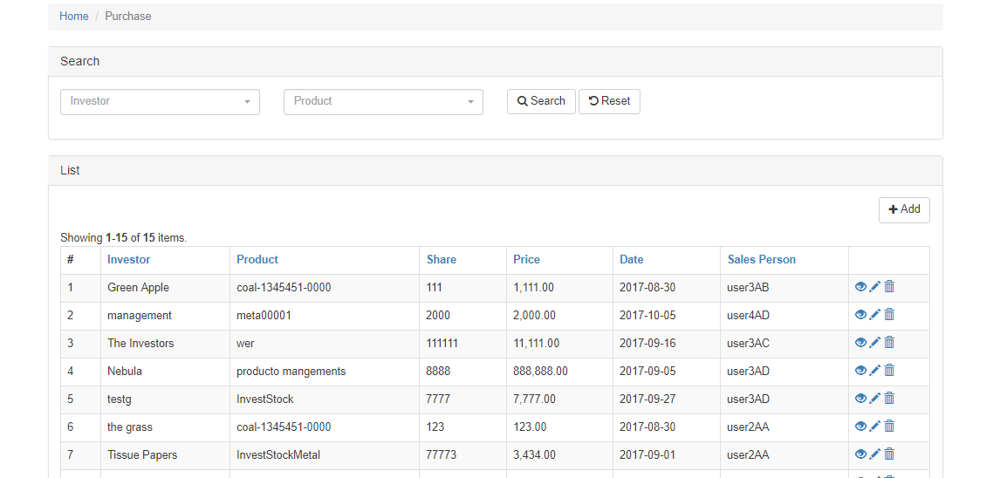 Home / Purchase
Search
Investor Product Search Reset
List
Add
Showing 1-15 of 15 items.
# Investor Product Share Price Date Sales Person
1 Green Apple coal-1345451-0000 111 1,111.00 2017-08-30 user3AB
2 management meta00001 2000 2,000.00 2017-10-05 user4AD
3 The Investors wer 111111 11,111.00 2017-09-16 user3AC
4 Nebula producto mangements 8888 888,888.00 2017-09-05 user3AD
5 testg InvestStock 7777 7,777.00 2017-09-27 user3AD
6 the grass coal-1345451-0000 123 123.00 2017-08-30 user2AA
7 Tissue Papers InvestStockMetal 77773 3,434.00 2017-09-01 user2AA